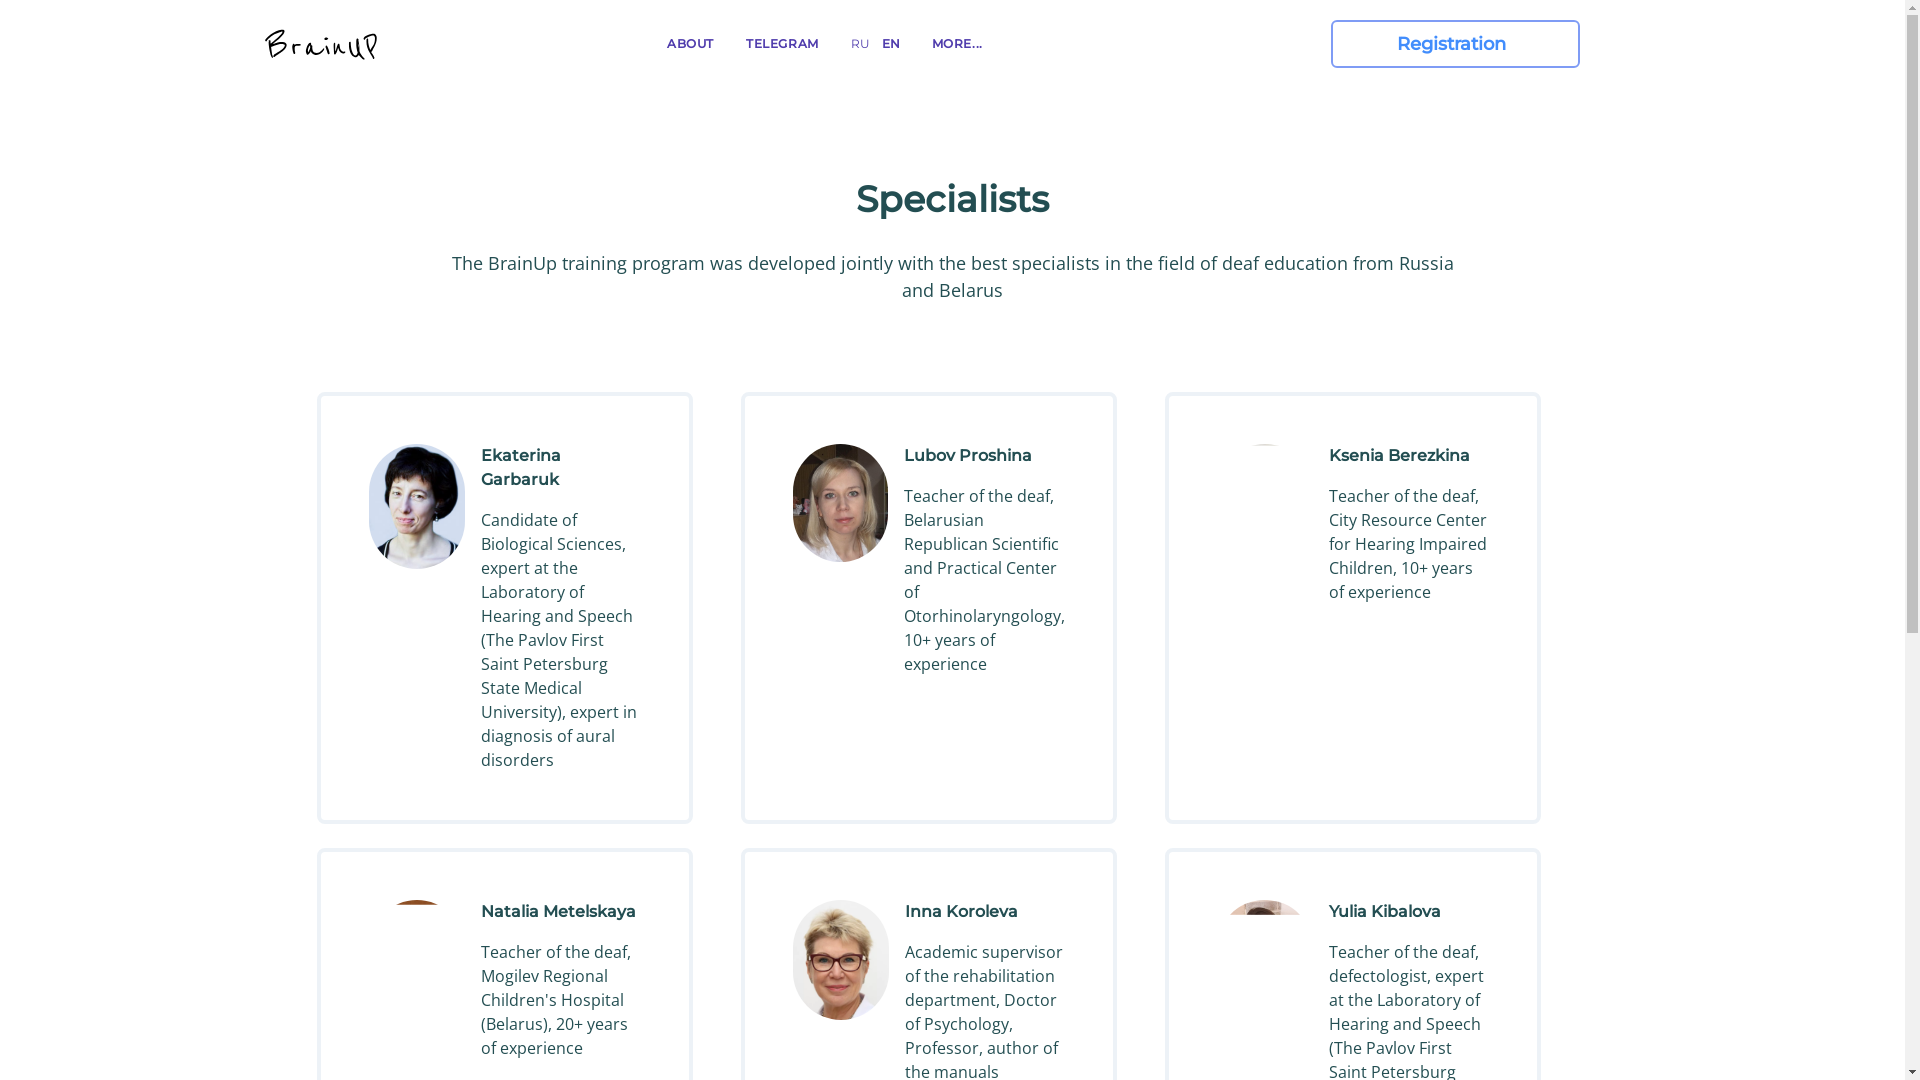 BrainUP
ABOUT
TELEGRAM
RU
EN
MORE...
Registration
Specialists
The BrainUp training program was developed jointly with the best specialists in the field of deaf education from Russia
and Belarus
Ekaterina
Garbaruk
Candidate of
Biological Sciences,
expert at the
Laboratory of
Hearing and Speech
(The Pavlov First
Saint Petersburg
State Medical
University), expert in
diagnosis of aural
disorders
Lubov Proshina
Teacher of the deaf,
Belarusian
Republican Scientific
and Practical Center
of
Otorhinolaryngology,
10+ years of
experience
Ksenia Berezkina
Teacher of the deaf,
City Resource Center
for Hearing Impaired
Children, 10+ years
of experience
Natalia Metelskaya
Teacher of the deaf,
Mogilev Regional
Children's Hospital
(Belarus), 20+ years
of experience
Inna Koroleva
Academic supervisor
of the rehabilitation
department, Doctor
of Psychology,
Professor, author of
the manuals
Yulia Kibalova
Teacher of the deaf,
defectologist, expert
at the Laboratory of
Hearing and Speech
(The Pavlov First
Saint Petersburg